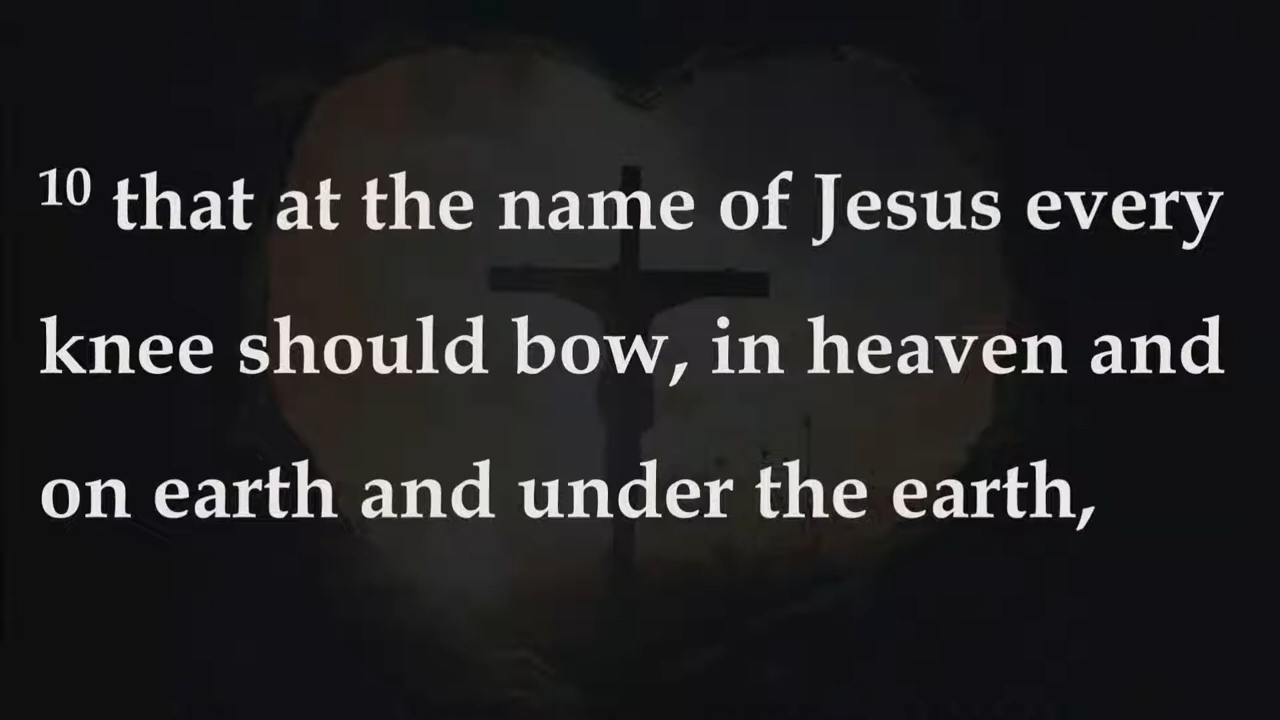 10 that at the name of Jesus every
knee should bow, in heaven and
on earth and under the earth,